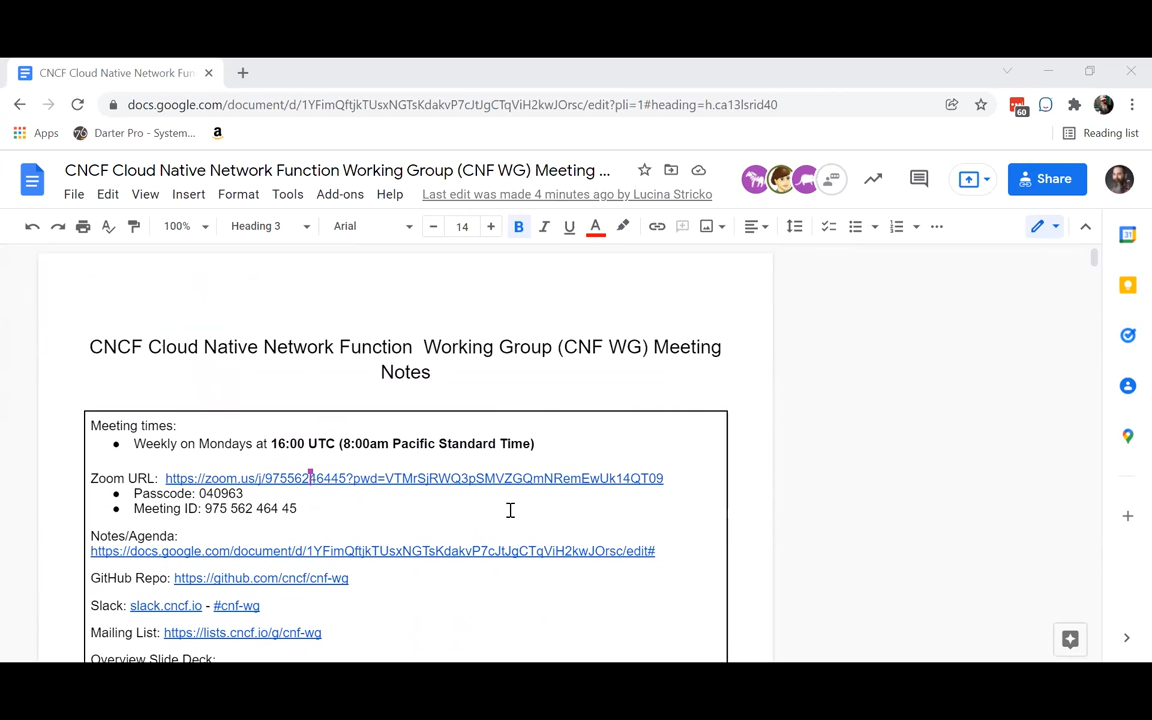 CNCF Cloud Native Network Fun
docs.google.com/document/d/1YFimQftjkTUsxNGTsKdakvP7cJtJgCTqViH2kwJOrsc/edit?pli=1#heading=h.ca13lsrid40
60
Apps Darter Pro - System... Reading list
CNCF Cloud Native Network Function Working Group (CNF WG) Meeting ...
Share
File Edit View Insert Format Tools Add-ons Help Last edit was made 4 minutes ago by Lucina Stricko
100% Heading 3 Arial 14 B I U A
31
CNCF Cloud Native Network Function Working Group (CNF WG) Meeting
Notes
Meeting times:
● Weekly on Mondays at 16:00 UTC (8:00am Pacific Standard Time)
Zoom URL: https://zoom.us/j/97556246445?pwd=VTMrSjRWQ3pSMVZGQmNRemEwUk14QT09
● Passcode: 040963
● Meeting ID: 975 562 464 45
Notes/Agenda:
https://docs.google.com/document/d/1YFimQftjkTUsxNGTsKdakvP7cJtJgCTqViH2kwJOrsc/edit#
GitHub Repo: https://github.com/cncf/cnf-wg
Slack: slack.cncf.io - #cnf-wg
Mailing List: https://lists.cncf.io/g/cnf-wg
Overview Slide Deck: